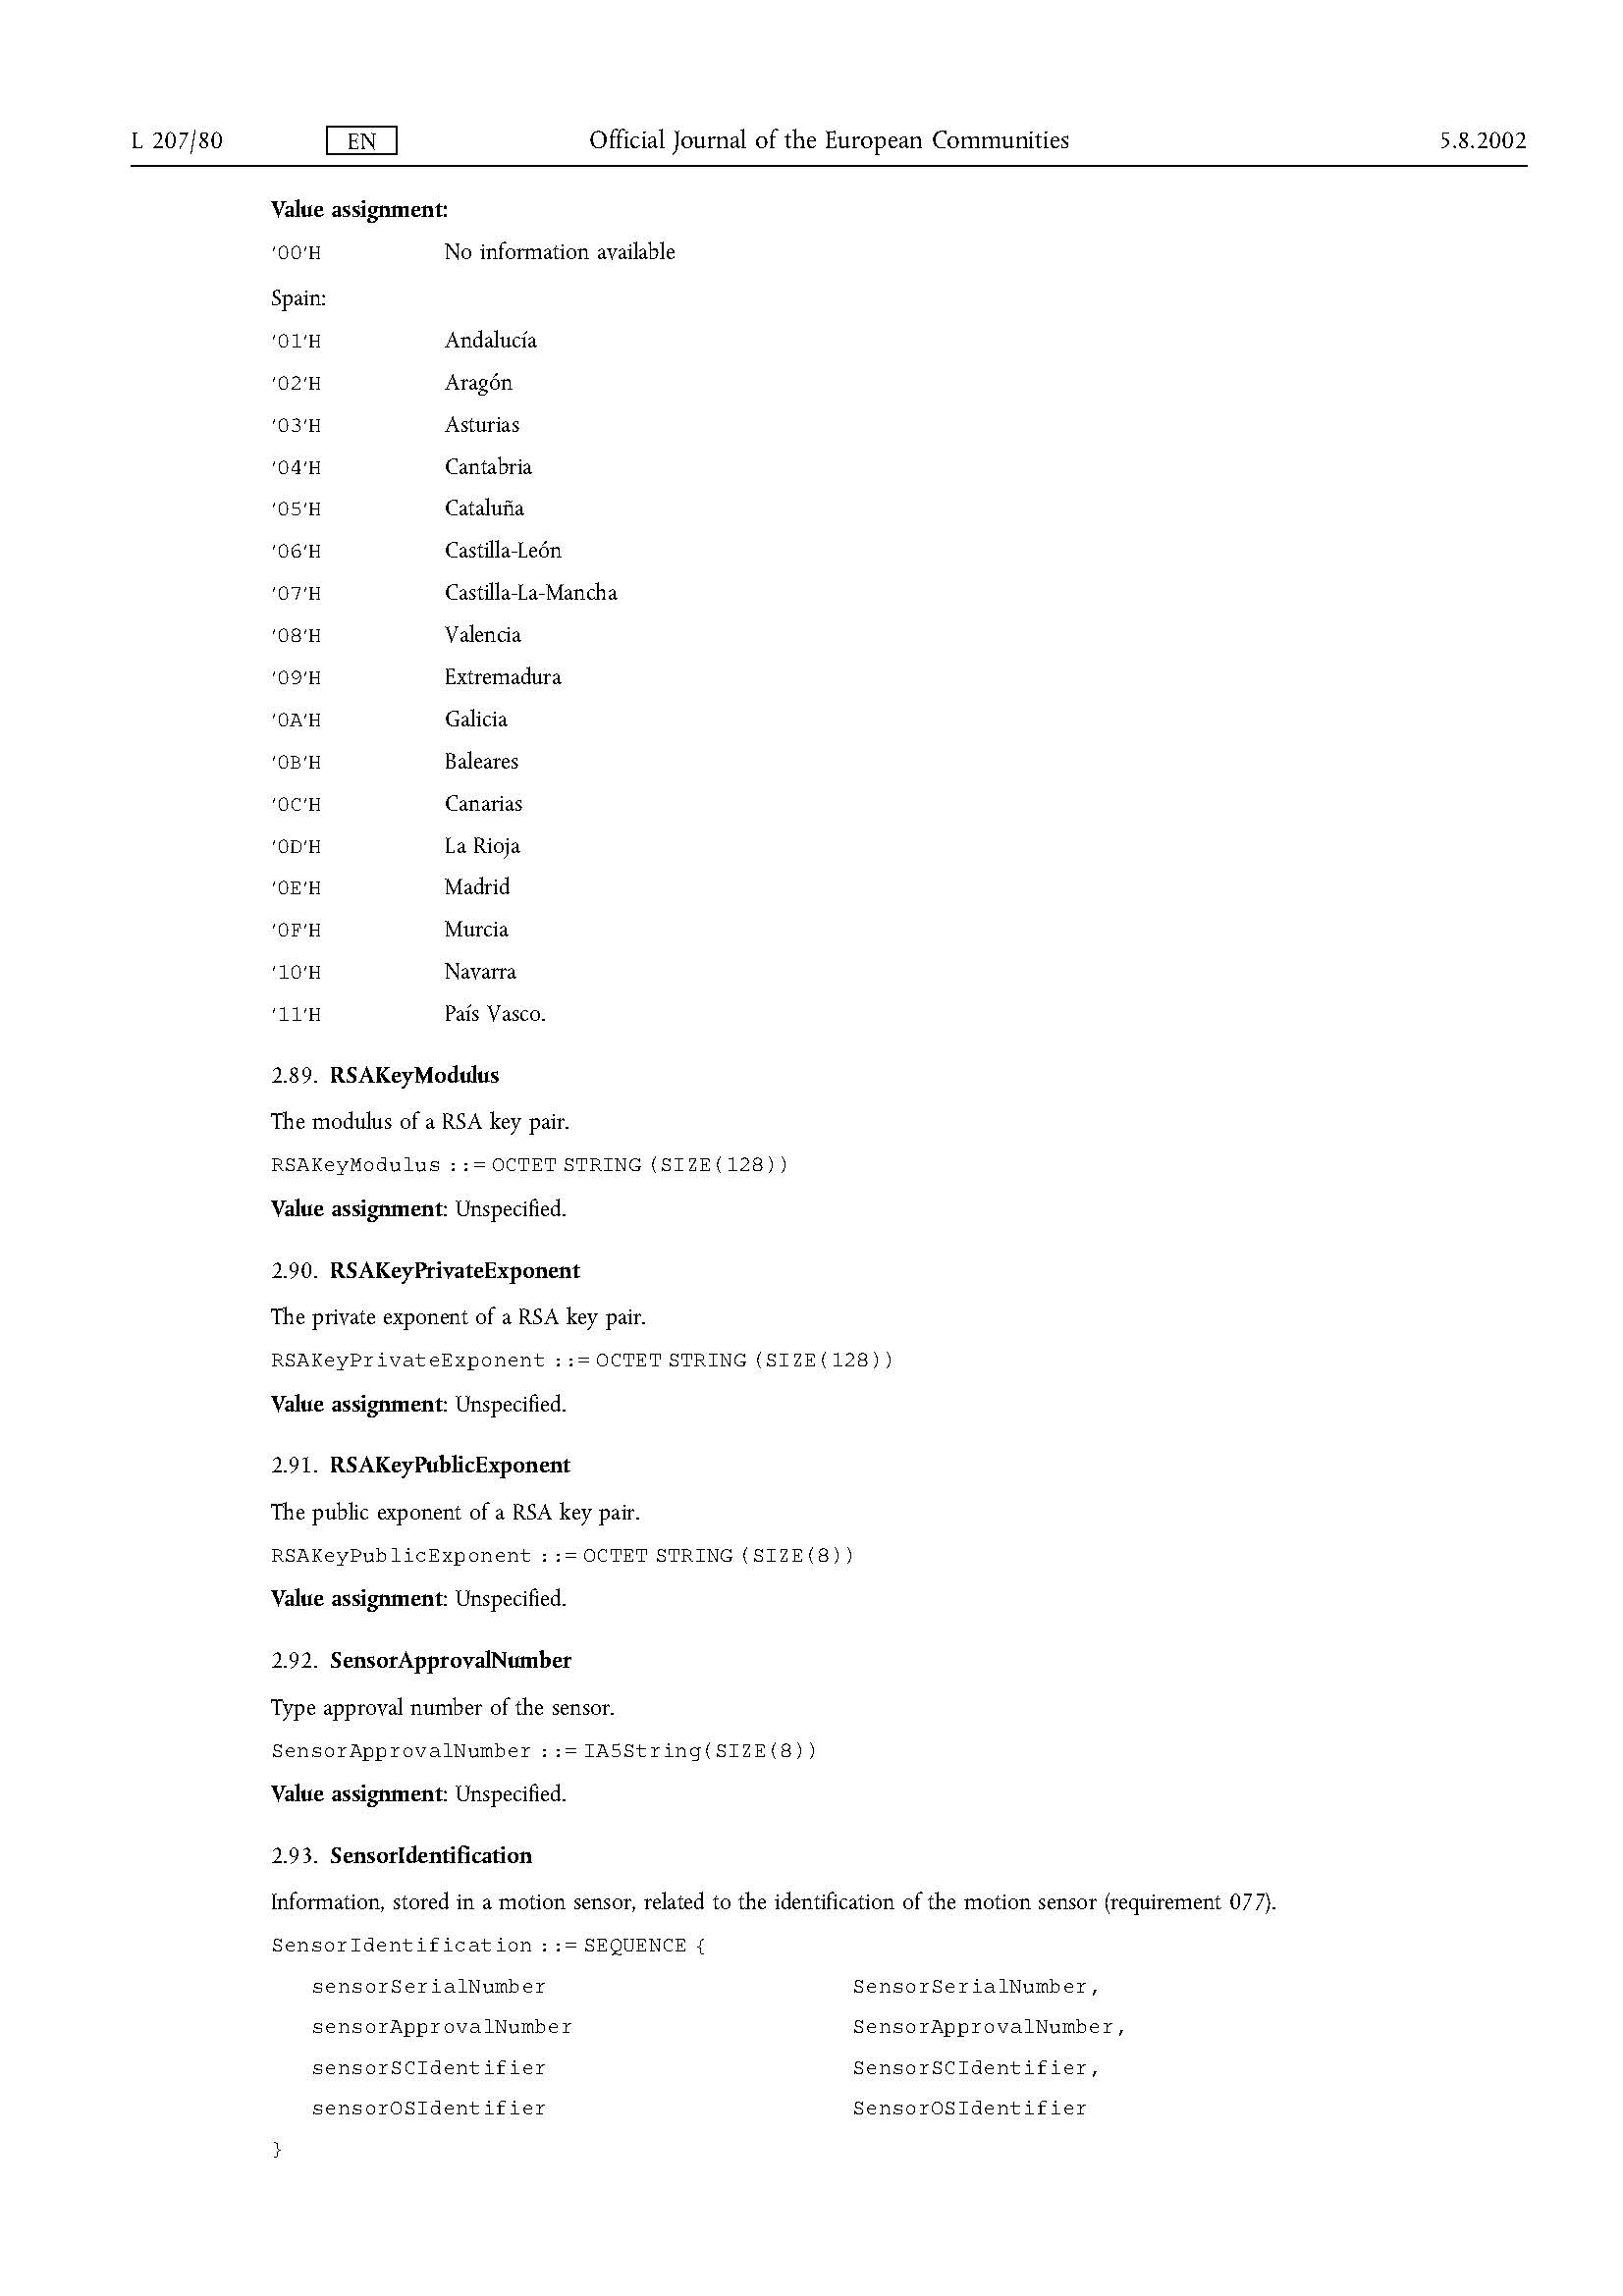 L 207/80 EN Official Journal of the European Communities 5.8.2002
Value assignment:
'00'H No information available
Spain:
'01'H Andalucía
'02'H Aragón
'03'H Asturias
'04'H Cantabria
'05'H Cataluña
'06'H Castilla-León
'07'H Castilla-La-Mancha
'08'H Valencia
'09'H Extremadura
'0A'H Galicia
'0B'H Baleares
'0C'H Canarias
'0D'H La Rioja
'0E'H Madrid
'0F'H Murcia
'10'H Navarra
'11'H País Vasco.
2.89. RSAKeyModulus
The modulus of a RSA key pair.
RSAKeyModulus ::= OCTET STRING (SIZE(128))
Value assignment: Unspecified.
2.90. RSAKeyPrivateExponent
The private exponent of a RSA key pair.
RSAKeyPrivateExponent ::= OCTET STRING (SIZE(128))
Value assignment: Unspecified.
2.91. RSAKeyPublicExponent
The public exponent of a RSA key pair.
RSAKeyPublicExponent ::= OCTET STRING (SIZE(8))
Value assignment: Unspecified.
2.92. SensorApprovalNumber
Type approval number of the sensor.
SensorApprovalNumber ::= IA5String(SIZE(8))
Value assignment: Unspecified.
2.93. SensorIdentification
Information, stored in a motion sensor, related to the identification of the motion sensor (requirement 077).
SensorIdentification ::= SEQUENCE {
sensorSerialNumber SensorSerialNumber,
sensorApprovalNumber SensorApprovalNumber,
sensorSCIdentifier SensorSCIdentifier,
sensorOSIdentifier SensorOSIdentifier
}